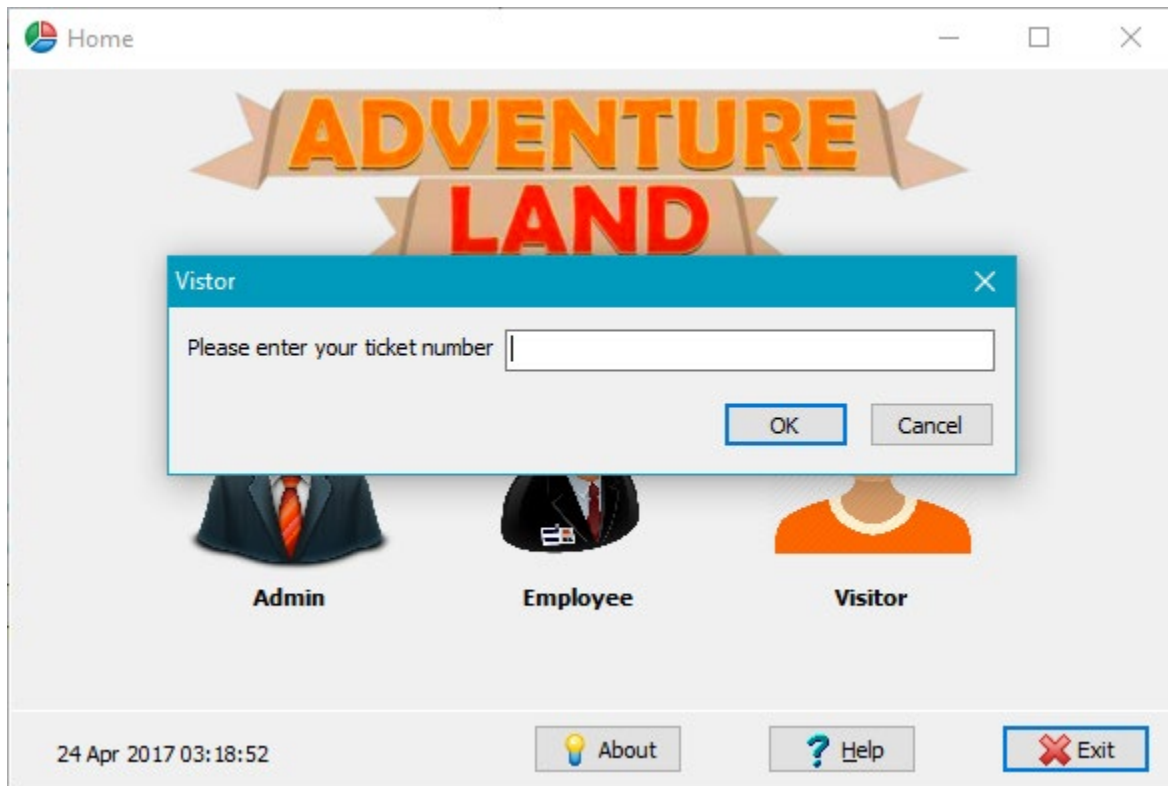 Home
ADVENTURE
LAND
Vistor
Please enter your ticket number
OK Cancel
Admin Employee Visitor
24 Apr 2017 03:18:52 About Help Exit